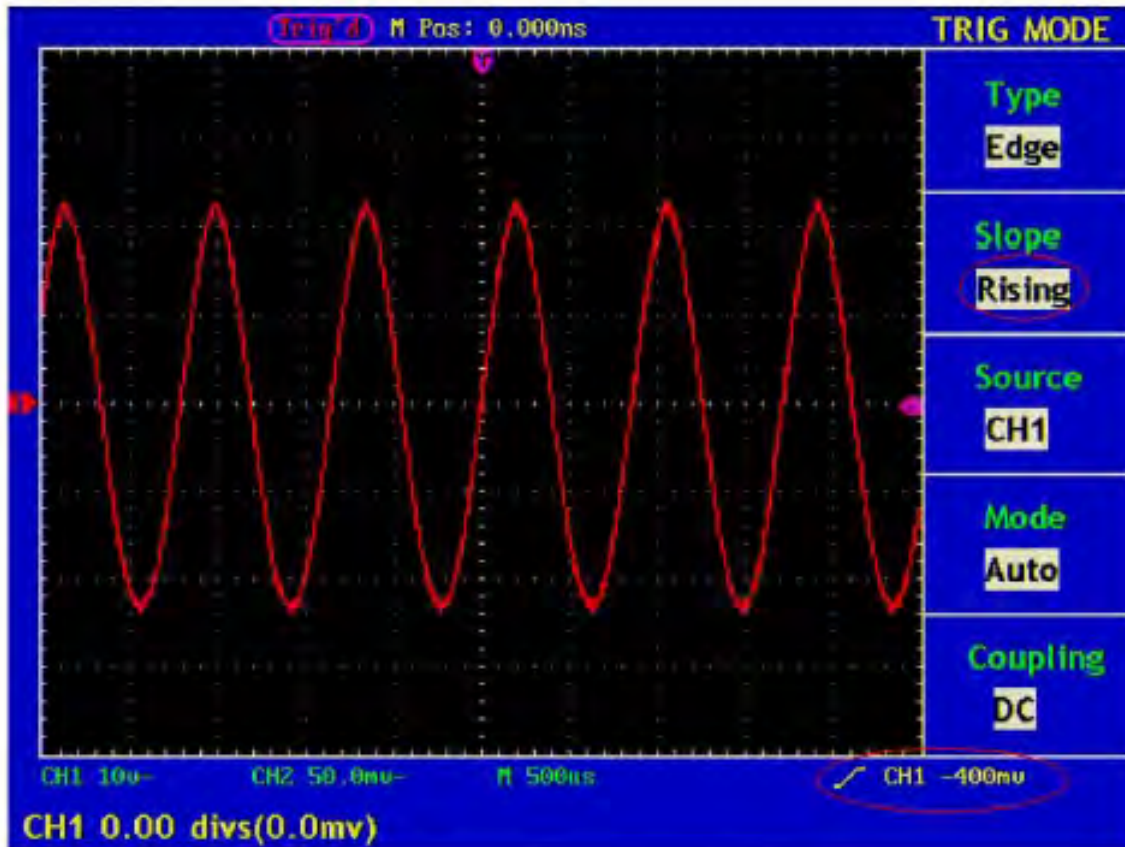 Trig'd M Pos: 0.000ns TRIG MODE
T
Type
Edge
Slope
Rising
Source
CH1
1
Mode
Auto
Coupling
DC
CH1 10v~ CH2 50.0mv~ M 500us CH1 -400mv
CH1 0.00 divs(0.0mv)